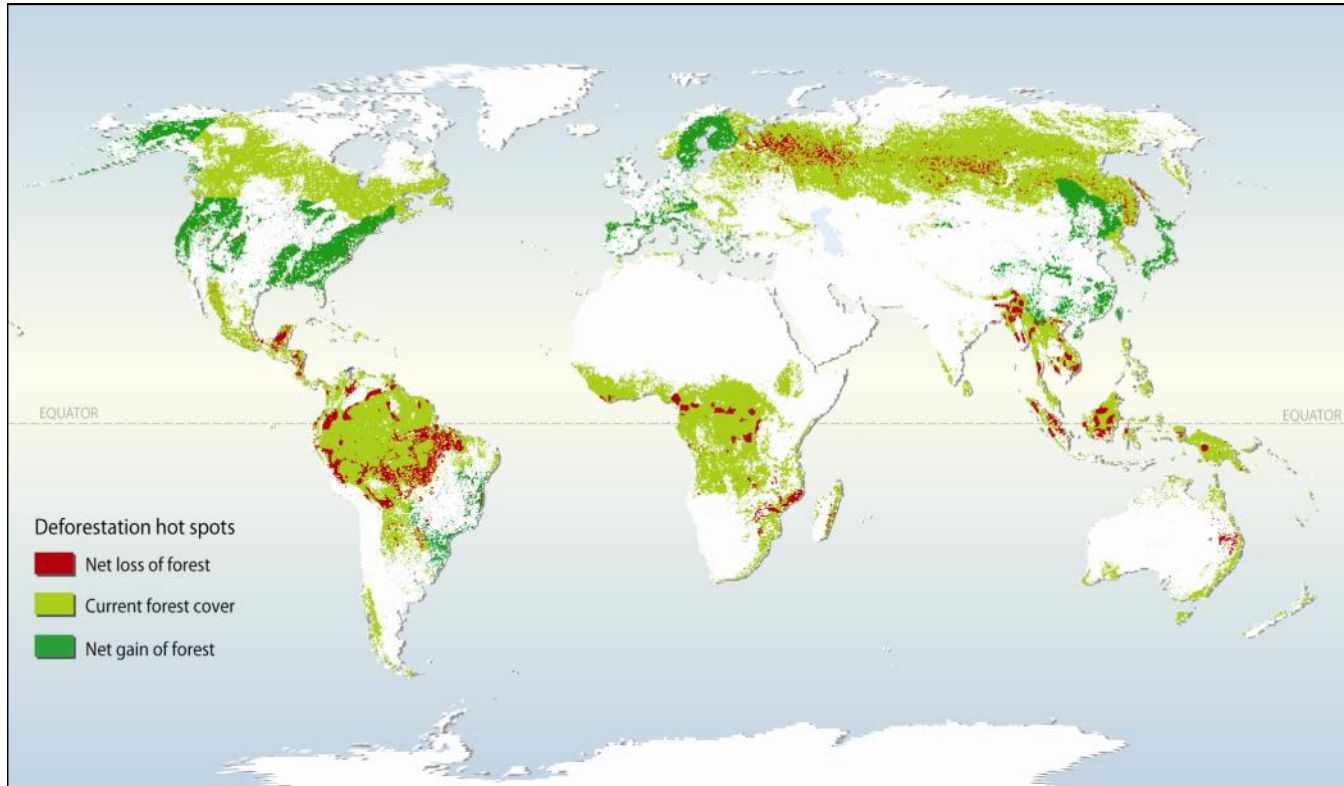 EQUATOR
EQUATOR
Deforestation hot spots
Net loss of forest
Current forest cover
Net gain of forest